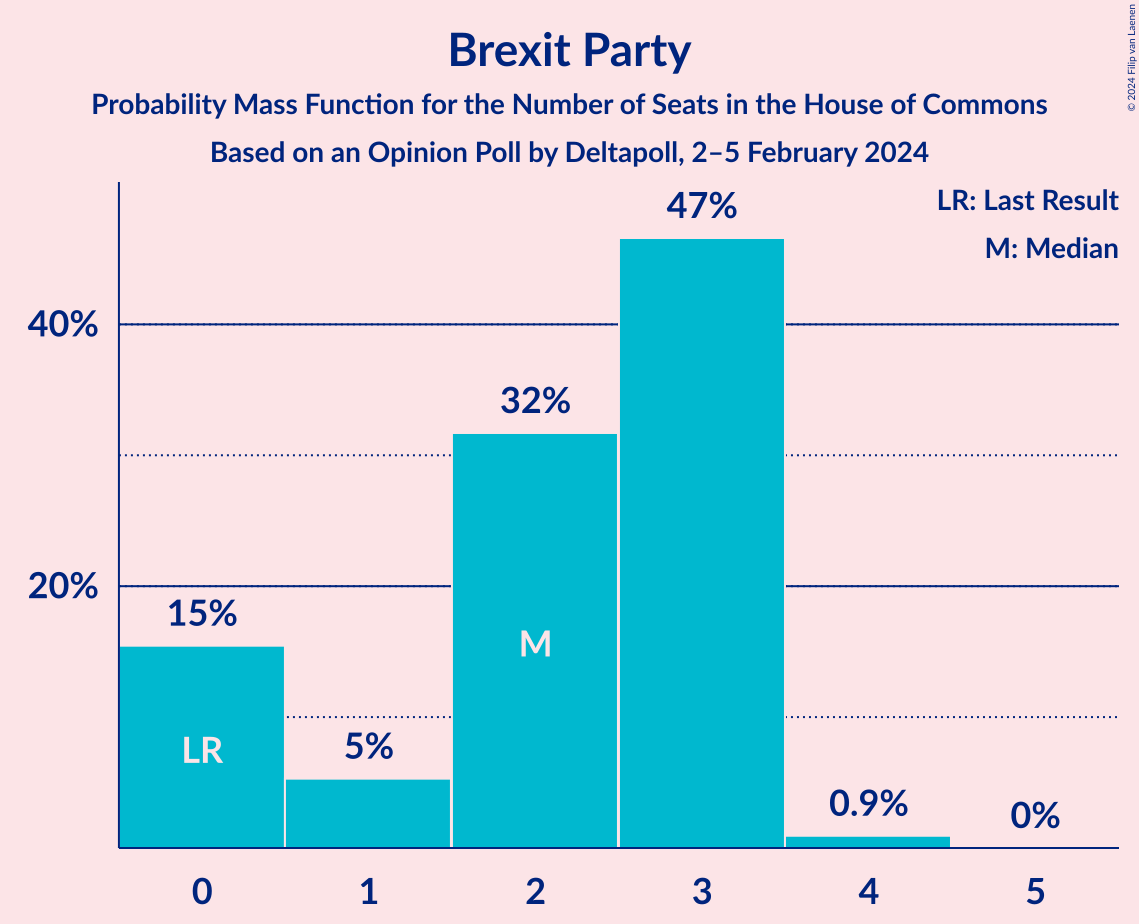 Brexit Party
Probability Mass Function for the Number of Seats in the House of Commons
Based on an Opinion Poll by Deltapoll, 2–5 February 2024
© 2024 Filip van Laenen
LR: Last Result
M: Median
47%
40%
32%
20%
15%
M
LR
5%
0.9%
0%
0 1 2 3 4 5